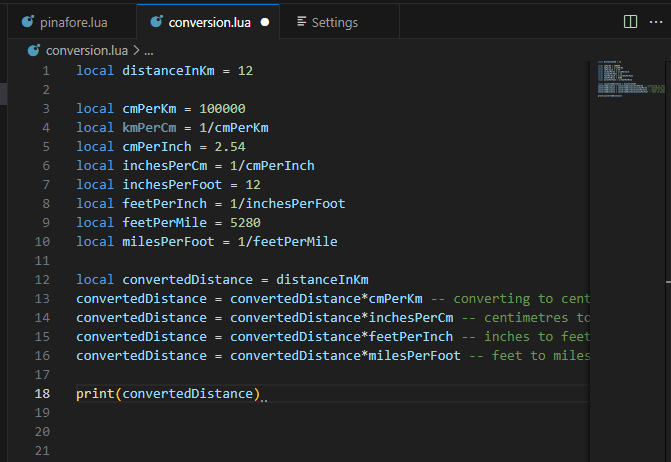 pinafore.lua
conversion.lua
Settings
conversion.lua > ...
1 local distanceInKm = 12
2
3 local cmPerKm = 100000
4 local kmPerCm = 1/cmPerKm
5 local cmPerInch = 2.54
6 local inchesPerCm = 1/cmPerInch
7 local inchesPerFoot = 12
8 local feetPerInch = 1/inchesPerFoot
9 local feetPerMile = 5280
10 local milesPerFoot = 1/feetPerMile
11
12 local convertedDistance = distanceInKm
13 convertedDistance = convertedDistance*cmPerKm -- converting to cent
14 convertedDistance = convertedDistance*inchesPerCm -- centimetres to
15 convertedDistance = convertedDistance*feetPerInch -- inches to feet
16 convertedDistance = convertedDistance*milesPerFoot -- feet to miles
17
18 print(convertedDistance)
19
20
21